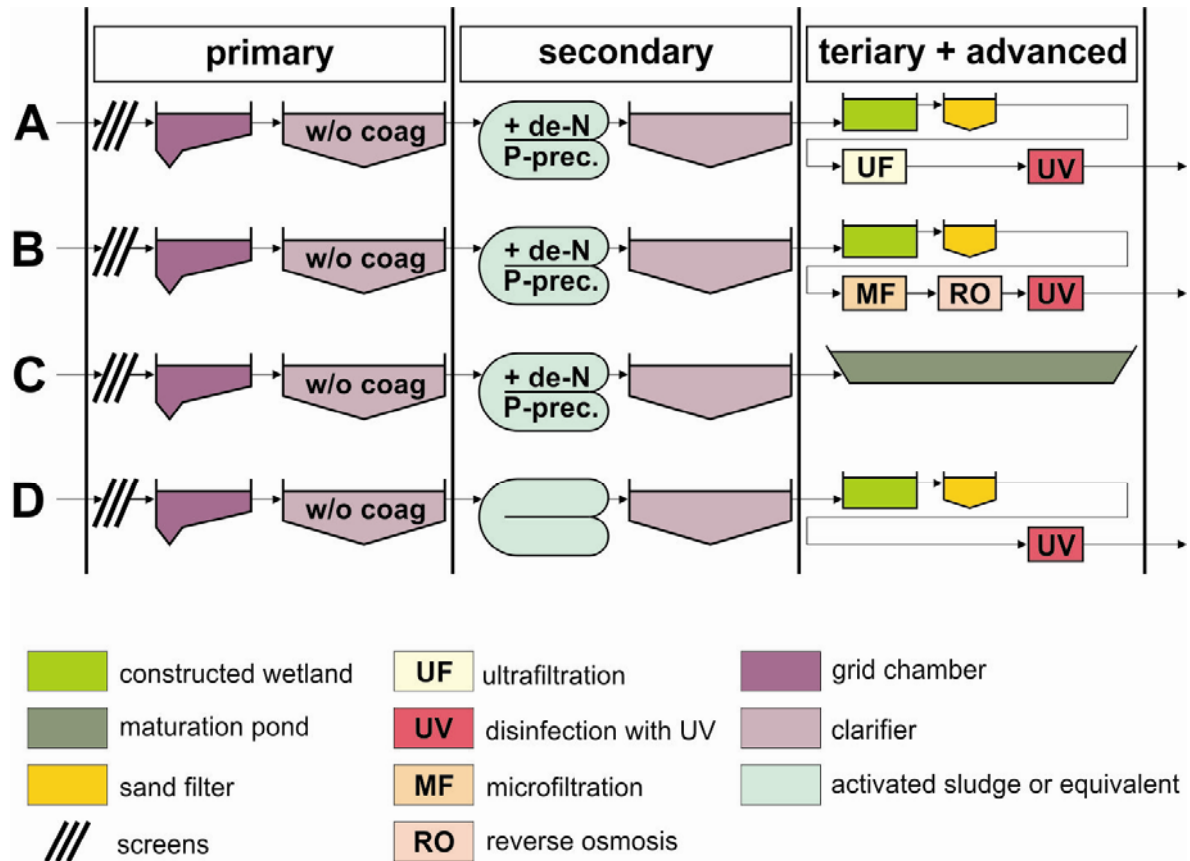 primary
secondary
teriary + advanced
A
w/o coag
+ de-N
P-prec.
UF
UV
B
w/o coag
+ de-N
P-prec.
MF
RO
UV
C
w/o coag
+ de-N
P-prec.
D
w/o coag
UV
constructed wetland
maturation pond
sand filter
screens
UF
ultrafiltration
UV
disinfection with UV
MF
microfiltration
RO
reverse osmosis
grid chamber
clarifier
activated sludge or equivalent